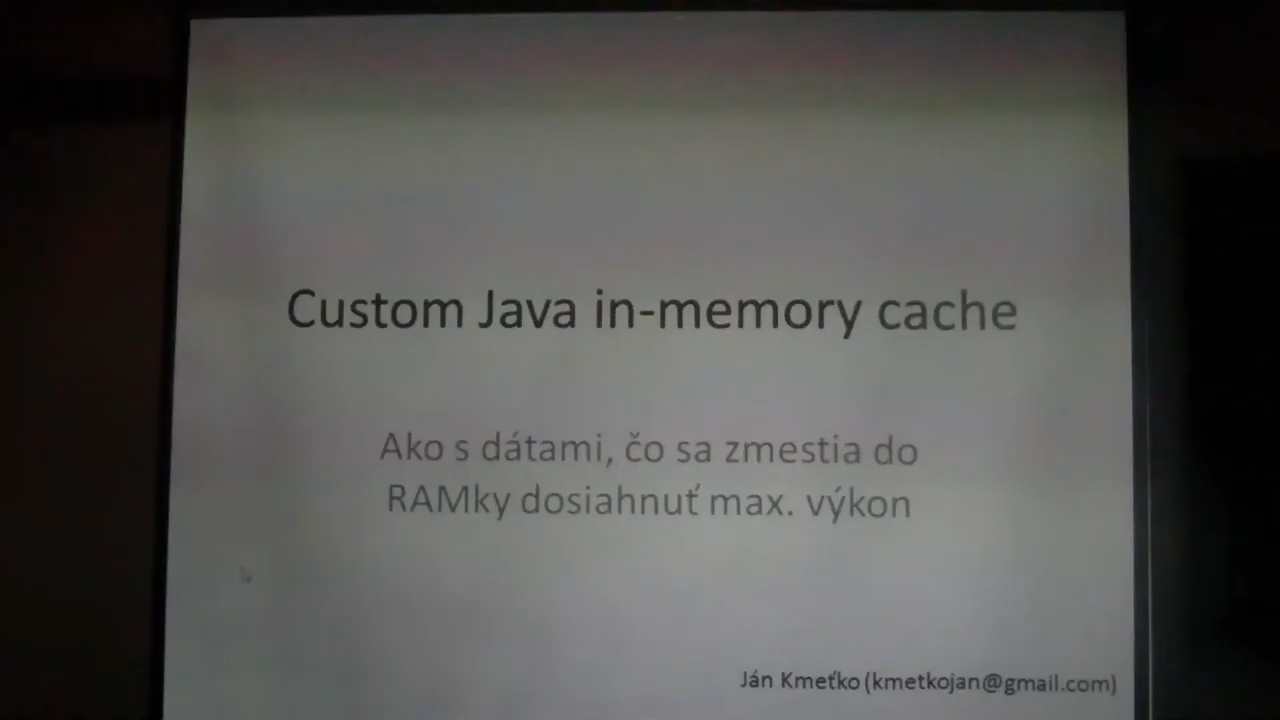 Custom Java in-memory cache
Ako s dátami, čo sa zmestia do
RAMky dosiahnuť max. výkon
Ján Kmeťko (kmetkojan@gmail.com)